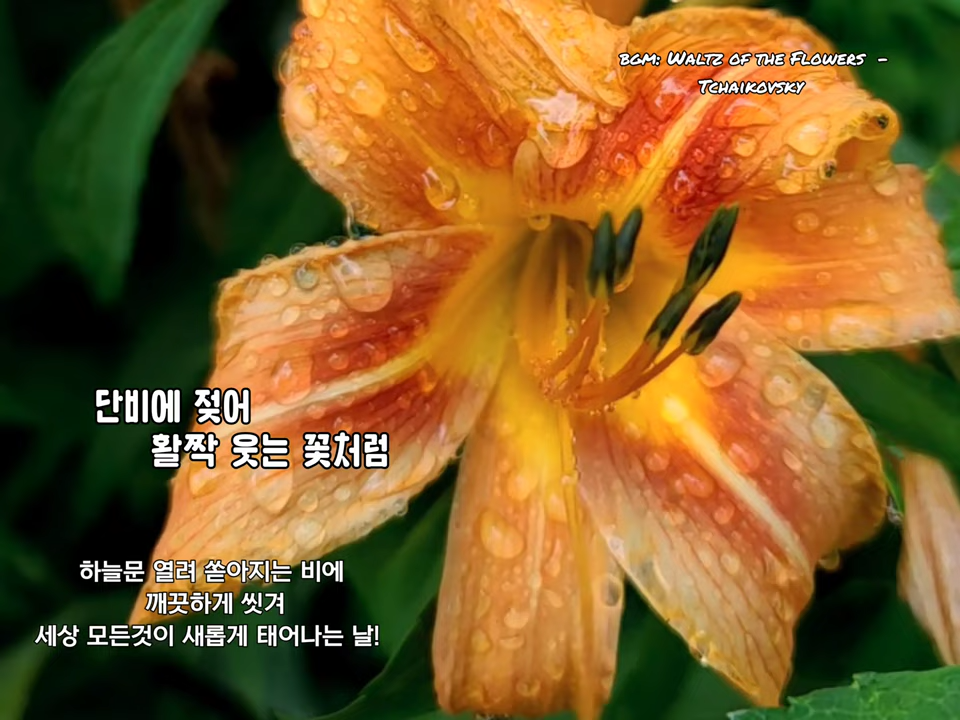 BGM: Waltz of the Flowers -
Tchaikovsky
단비에 젖어
활짝 웃는 꽃처럼
하늘문 열려 쏟아지는 비에
깨끗하게 씻겨
세상 모든것이 새롭게 태어나는 날!